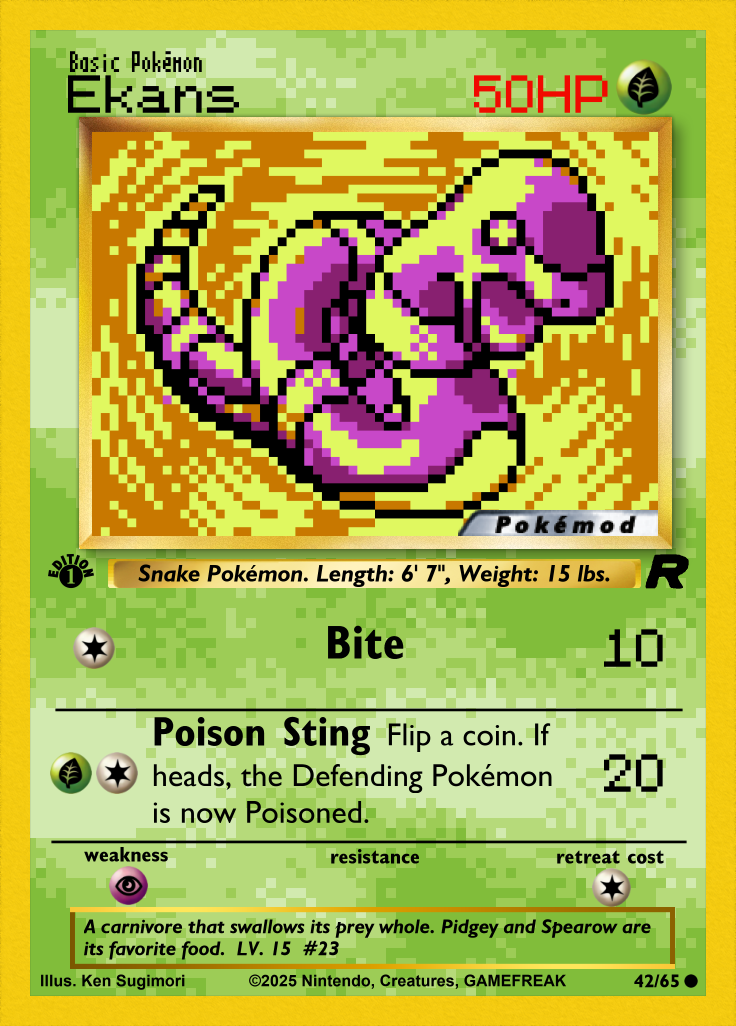 Basic Pokémon
Ekans 50HP
Pokémod
EDITION
1
Snake Pokémon. Length: 6' 7", Weight: 15 lbs.
R
Bite 10
Poison Sting Flip a coin. If
heads, the Defending Pokémon
is now Poisoned.
20
weakness resistance retreat cost
A carnivore that swallows its prey whole. Pidgey and Spearow are
its favorite food. LV. 15 #23
Illus. Ken Sugimori ©2025 Nintendo, Creatures, GAMEFREAK 42/65